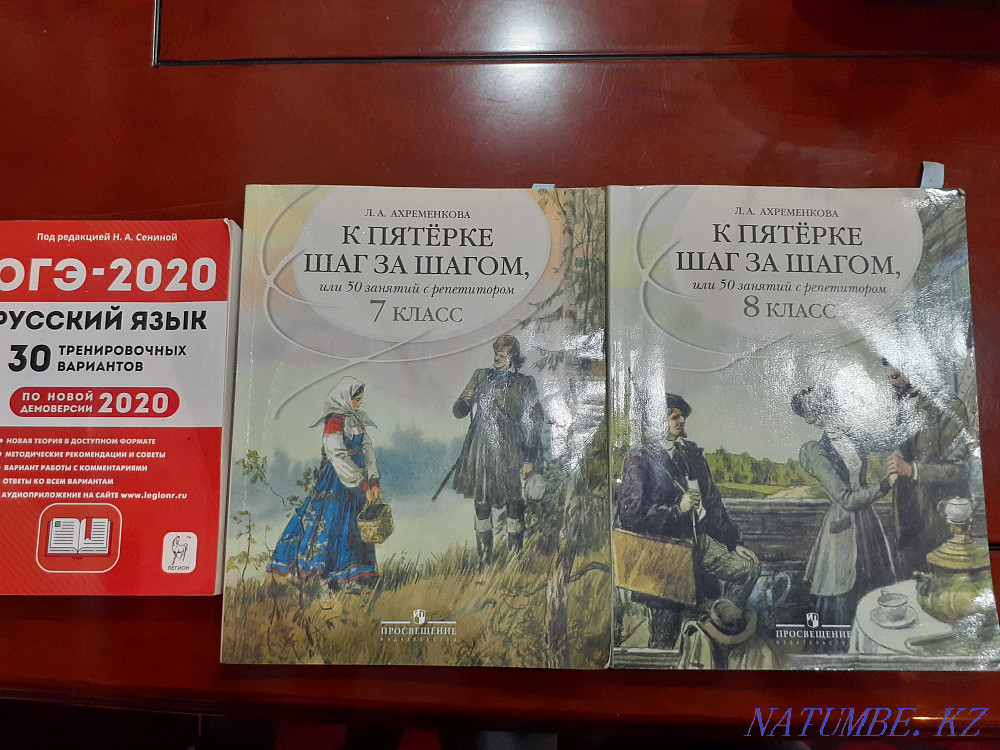 Под редакцией Н. А. Сениной
ОГЭ-2020
РУССКИЙ ЯЗЫК
30 ТРЕНИРОВОЧНЫХ
ВАРИАНТОВ
ПО НОВОЙ
ДЕМОВЕРСИИ 2020
НОВАЯ ТЕОРИЯ В ДОСТУПНОМ ФОРМАТЕ
МЕТОДИЧЕСКИЕ РЕКОМЕНДАЦИИ И СОВЕТЫ
ВАРИАНТ РАБОТЫ С КОММЕНТАРИЯМИ
ОТВЕТЫ КО ВСЕМ ВАРИАНТАМ
АУДИОПРИЛОЖЕНИЕ НА САЙТЕ www.legionr.ru
ЛЕГИОН
Л. А. АХРЕМЕНКОВА
К ПЯТЁРКЕ
ШАГ ЗА ШАГОМ,
или 50 занятий с репетитором
7 КЛАСС
ПРОСВЕЩЕНИЕ
ИЗДАТЕЛЬСТВО
Л. А. АХРЕМЕНКОВА
К ПЯТЁРКЕ
ШАГ ЗА ШАГОМ,
или 50 занятий с репетитором
8 КЛАСС
ПРОСВЕЩЕНИЕ
ИЗДАТЕЛЬСТВО
NATUMBE.KZ